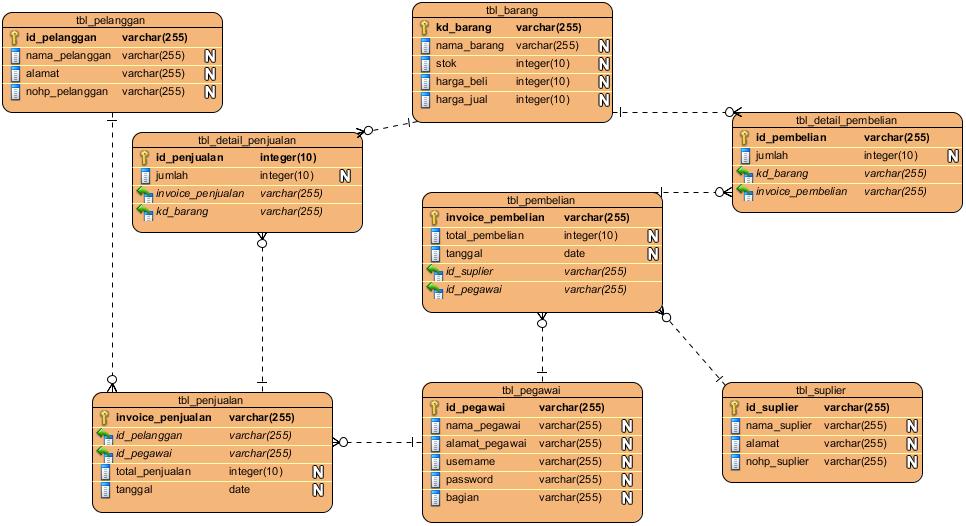 tbl_pelanggan
id_pelanggan varchar(255)
nama_pelanggan varchar(255) N
alamat varchar(255) N
nohp_pelanggan varchar(255) N
tbl_barang
kd_barang varchar(255)
nama_barang varchar(255) N
stok integer(10) N
harga_beli integer(10) N
harga_jual integer(10) N
tbl_detail_penjualan
id_penjualan integer(10)
jumlah integer(10) N
invoice_penjualan varchar(255)
kd_barang varchar(255)
tbl_detail_pembelian
id_pembelian varchar(255)
jumlah integer(10) N
kd_barang varchar(255)
invoice_pembelian varchar(255)
tbl_pembelian
invoice_pembelian varchar(255)
total_pembelian integer(10) N
tanggal date N
id_suplier varchar(255)
id_pegawai varchar(255)
tbl_penjualan
invoice_penjualan varchar(255)
id_pelanggan varchar(255)
id_pegawai varchar(255)
total_penjualan integer(10) N
tanggal date N
tbl_pegawai
id_pegawai varchar(255)
nama_pegawai varchar(255) N
alamat_pegawai varchar(255) N
username varchar(255) N
password varchar(255) N
bagian varchar(255) N
tbl_suplier
id_suplier varchar(255)
nama_suplier varchar(255) N
alamat varchar(255) N
nohp_suplier varchar(255) N